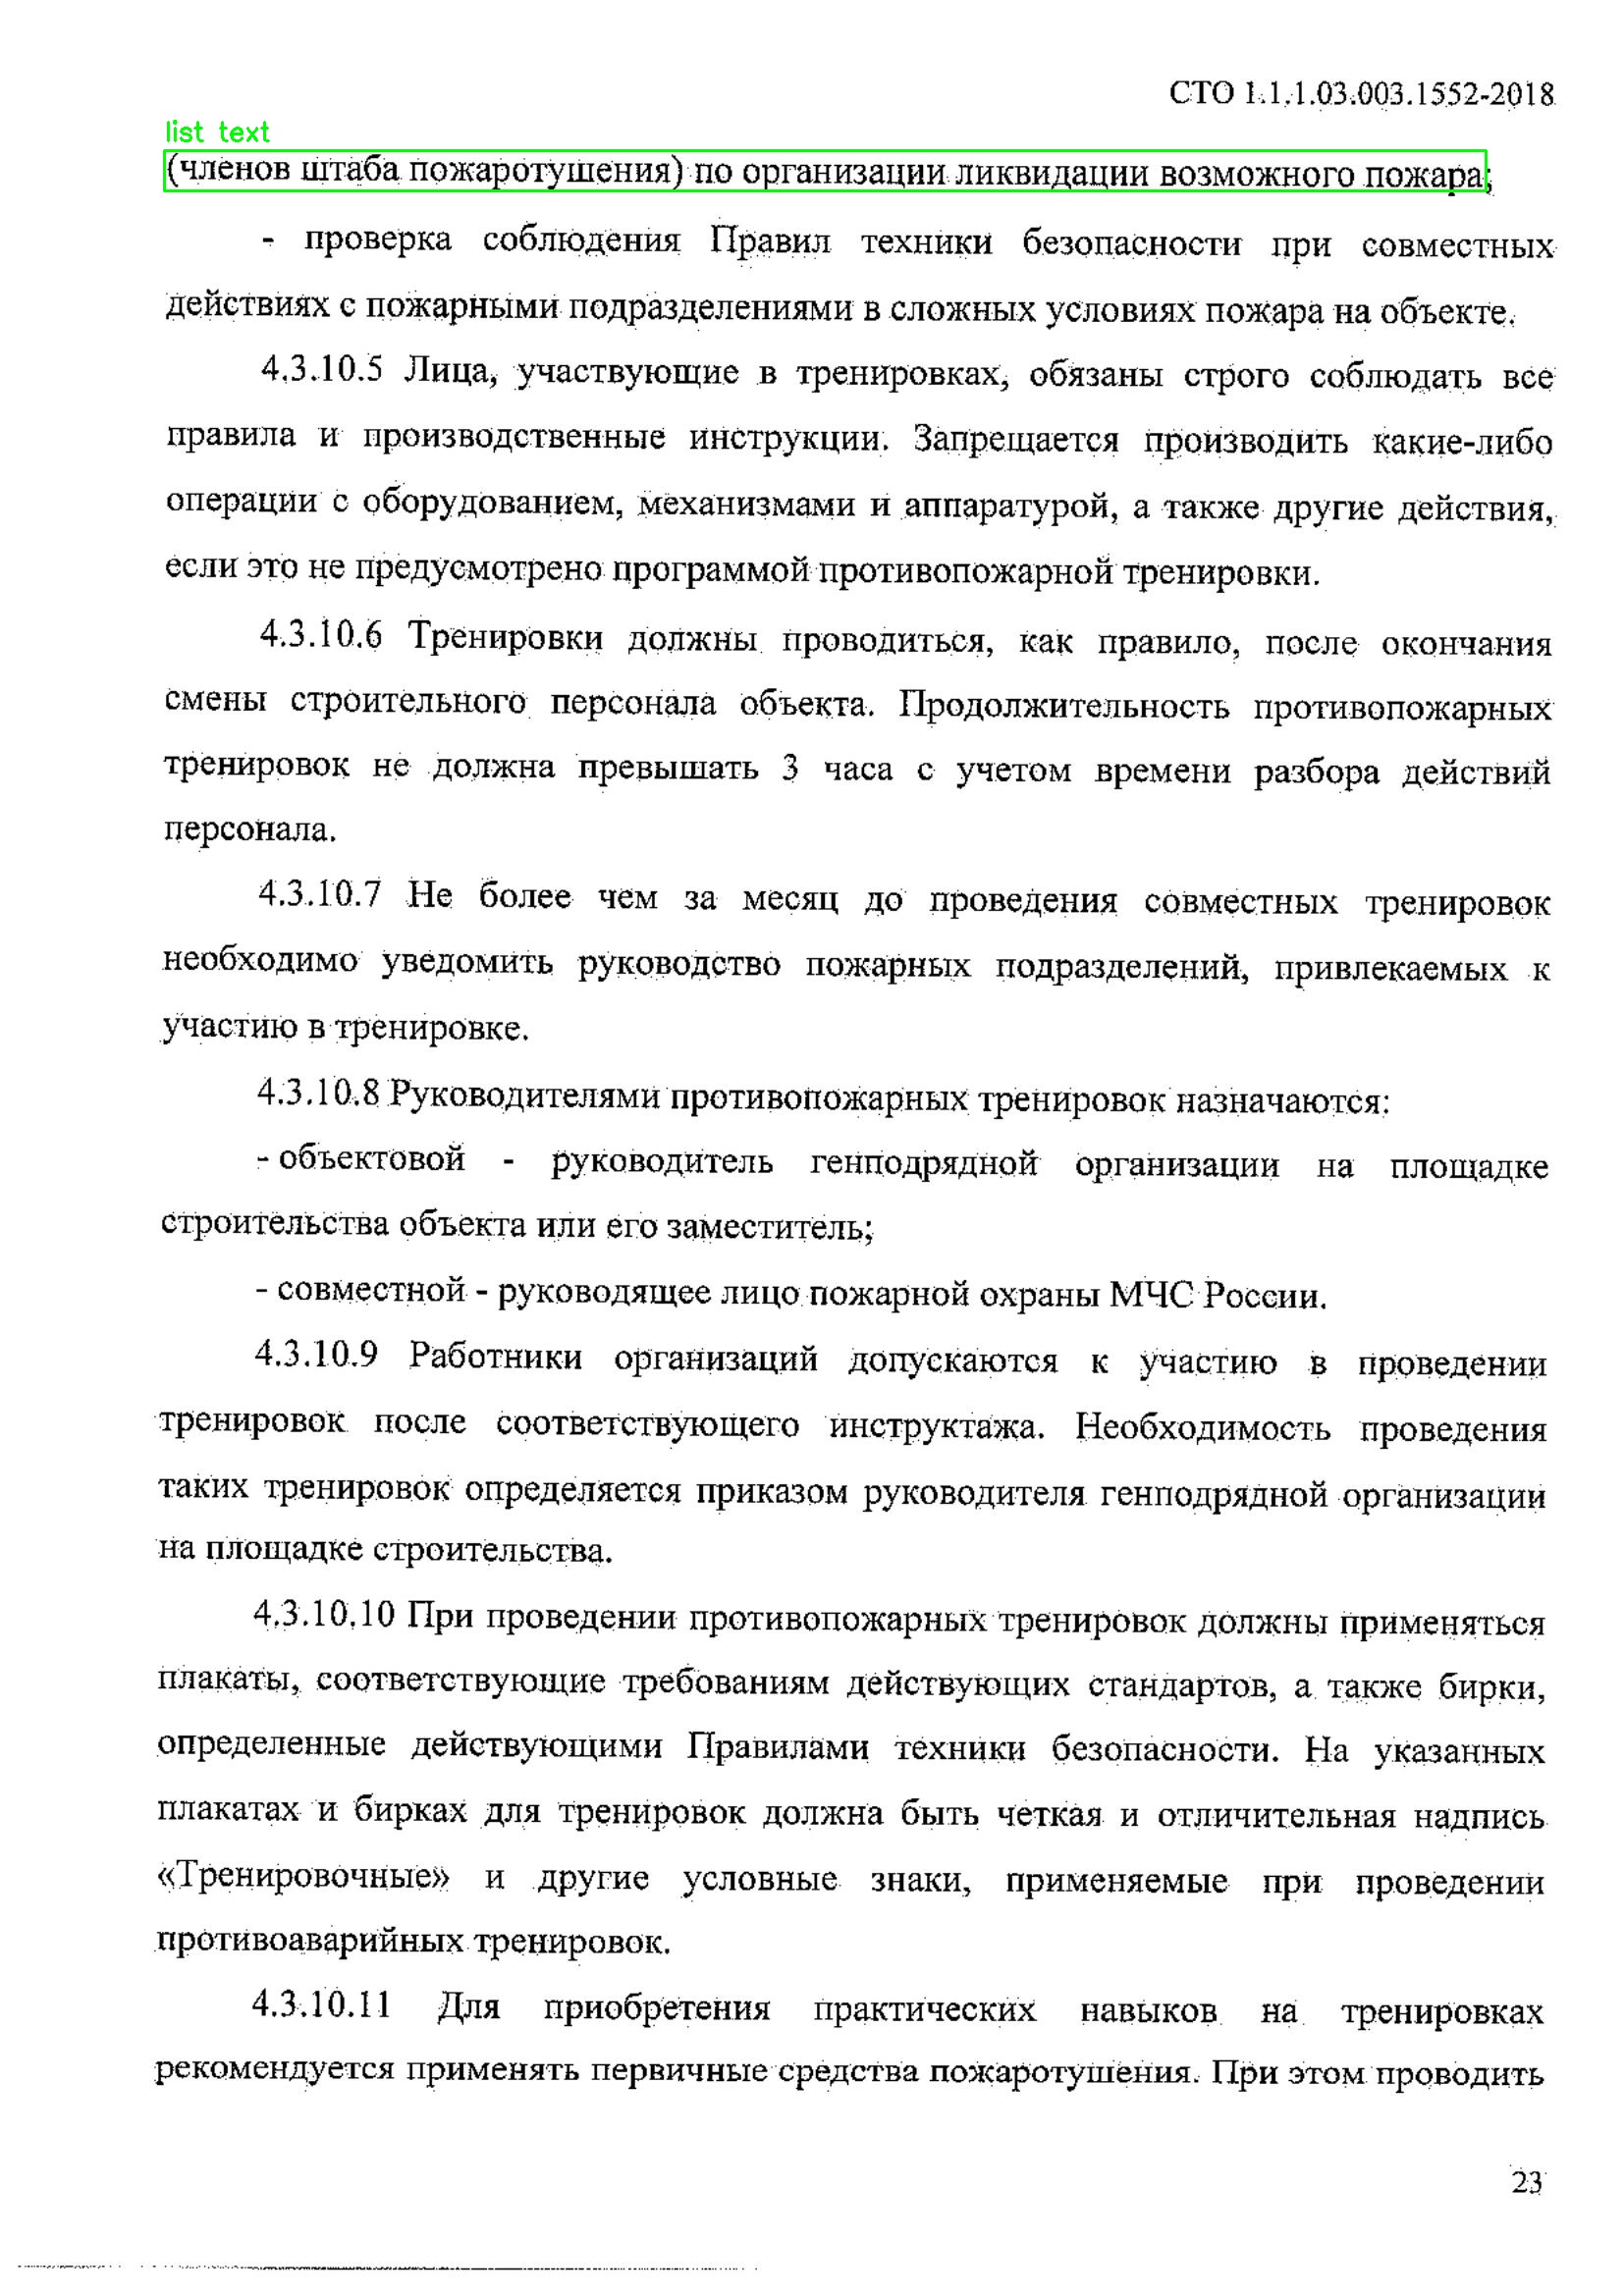 СТО 1.1.1.03.003.1552-2018
list text
(членов штаба пожаротушения) по организации ликвидации возможного пожара;
- проверка соблюдения Правил техники безопасности при совместных
действиях с пожарными подразделениями в сложных условиях пожара на объекте.
4.3.10.5 Лица, участвующие в тренировках, обязаны строго соблюдать все
правила и производственные инструкции. Запрещается производить какие-либо
операции с оборудованием, механизмами и аппаратурой, а также другие действия,
если это не предусмотрено программой противопожарной тренировки.
4.3.10.6 Тренировки должны проводиться, как правило, после окончания
смены строительного персонала объекта. Продолжительность противопожарных
тренировок не должна превышать 3 часа с учетом времени разбора действий
персонала.
4.3.10.7 Не более чем за месяц до проведения совместных тренировок
необходимо уведомить руководство пожарных подразделений, привлекаемых к
участию в тренировке.
4.3.10.8 Руководителями противопожарных тренировок назначаются:
- объектовой - руководитель генподрядной организации на площадке
строительства объекта или его заместитель;
- совместной - руководящее лицо пожарной охраны МЧС России.
4.3.10.9 Работники организаций допускаются к участию в проведении
тренировок после соответствующего инструктажа. Необходимость проведения
таких тренировок определяется приказом руководителя генподрядной организации
на площадке строительства.
4.3.10.10 При проведении противопожарных тренировок должны применяться
плакаты, соответствующие требованиям действующих стандартов, а также бирки,
определенные действующими Правилами техники безопасности. На указанных
плакатах и бирках для тренировок должна быть четкая и отличительная надпись
«Тренировочные» и другие условные знаки, применяемые при проведении
противоаварийных тренировок.
4.3.10.11 Для приобретения практических навыков на тренировках
рекомендуется применять первичные средства пожаротушения. При этом проводить
23